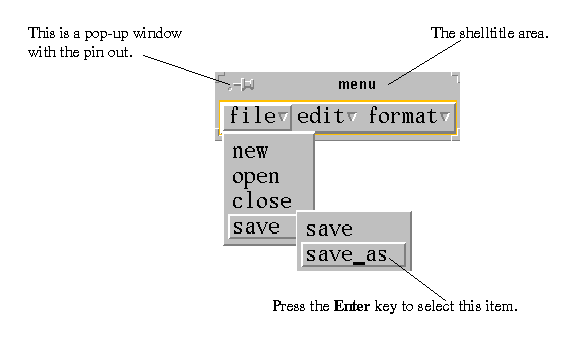 This is a pop-up window
with the pin out.
The shelltitle area.
menu
file edit format
new
open
close
save
save
save_as
Press the Enter key to select this item.